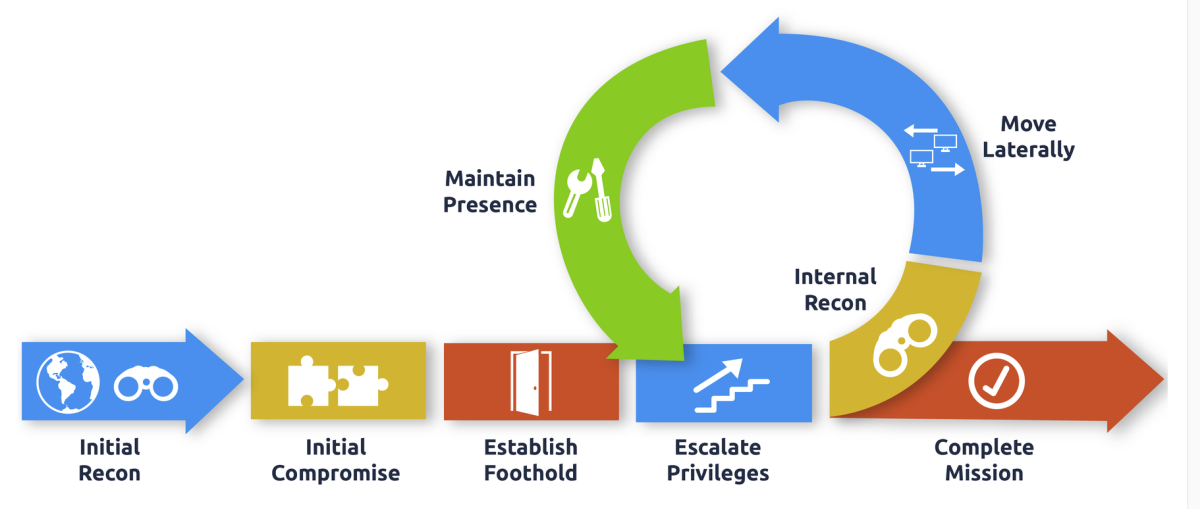 Move
Laterally
Maintain
Presence
Internal
Recon
Initial
Recon
Initial
Compromise
Establish
Foothold
Escalate
Privileges
Complete
Mission